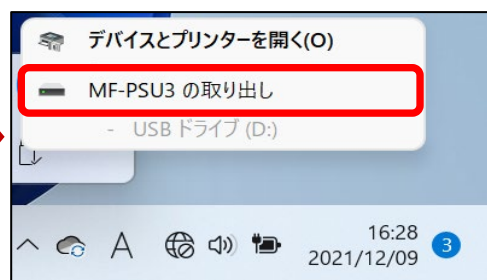 デバイスとプリンターを開く(O)
MF-PSU3 の取り出し
- USB ドライブ (D:)
A
16:28
2021/12/09
3